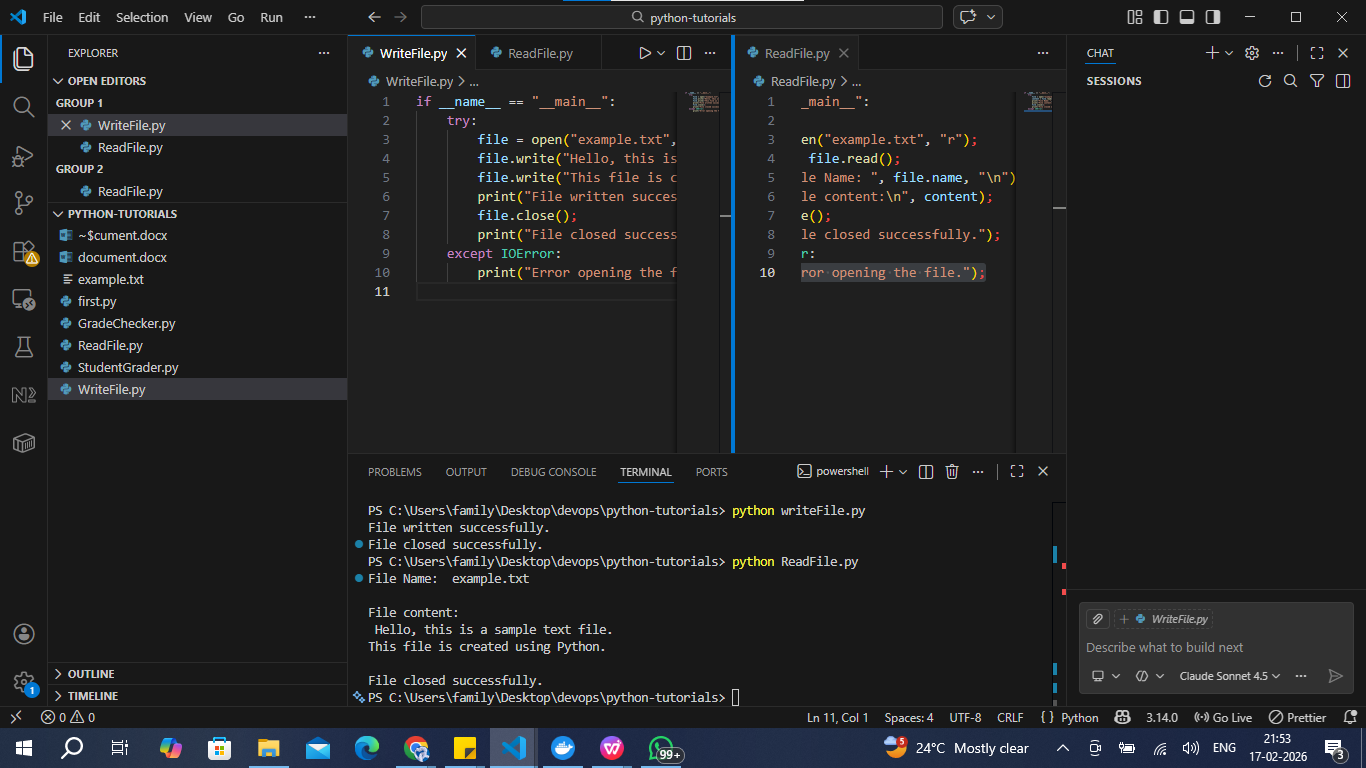 File Edit Selection View Go Run ···
python-tutorials
EXPLORER
OPEN EDITORS
GROUP 1
WriteFile.py
ReadFile.py
GROUP 2
ReadFile.py
PYTHON-TUTORIALS
~$cument.docx
document.docx
example.txt
first.py
GradeChecker.py
ReadFile.py
StudentGrader.py
WriteFile.py
OUTLINE
TIMELINE
WriteFile.py
ReadFile.py
WriteFile.py > ...
1 if __name__ == "__main__":
2 try:
3 file = open("example.txt",
4 file.write("Hello, this is
5 file.write("This file is c
6 print("File written succes
7 file.close();
8 print("File closed success
9 except IOError:
10 print("Error opening the f
11
ReadFile.py
ReadFile.py > ...
1 _main__":
2
3 en("example.txt", "r");
4 file.read();
5 le Name: ", file.name, "\n")
6 le content:\n", content);
7 e();
8 le closed successfully.");
9 r:
10 ror opening the file.");
PROBLEMS OUTPUT DEBUG CONSOLE TERMINAL PORTS
powershell
PS C:\Users\family\Desktop\devops\python-tutorials> python writeFile.py
File written successfully.
File closed successfully.
PS C:\Users\family\Desktop\devops\python-tutorials> python ReadFile.py
File Name:  example.txt
File content:
 Hello, this is a sample text file.
This file is created using Python.
File closed successfully.
PS C:\Users\family\Desktop\devops\python-tutorials>
CHAT
SESSIONS
WriteFile.py
Describe what to build next
Claude Sonnet 4.5
1
0 0
Ln 11, Col 1 Spaces: 4 UTF-8 CRLF { } Python 3.14.0 Go Live Prettier
99+
5
24°C Mostly clear
ENG
21:53
17-02-2026
3